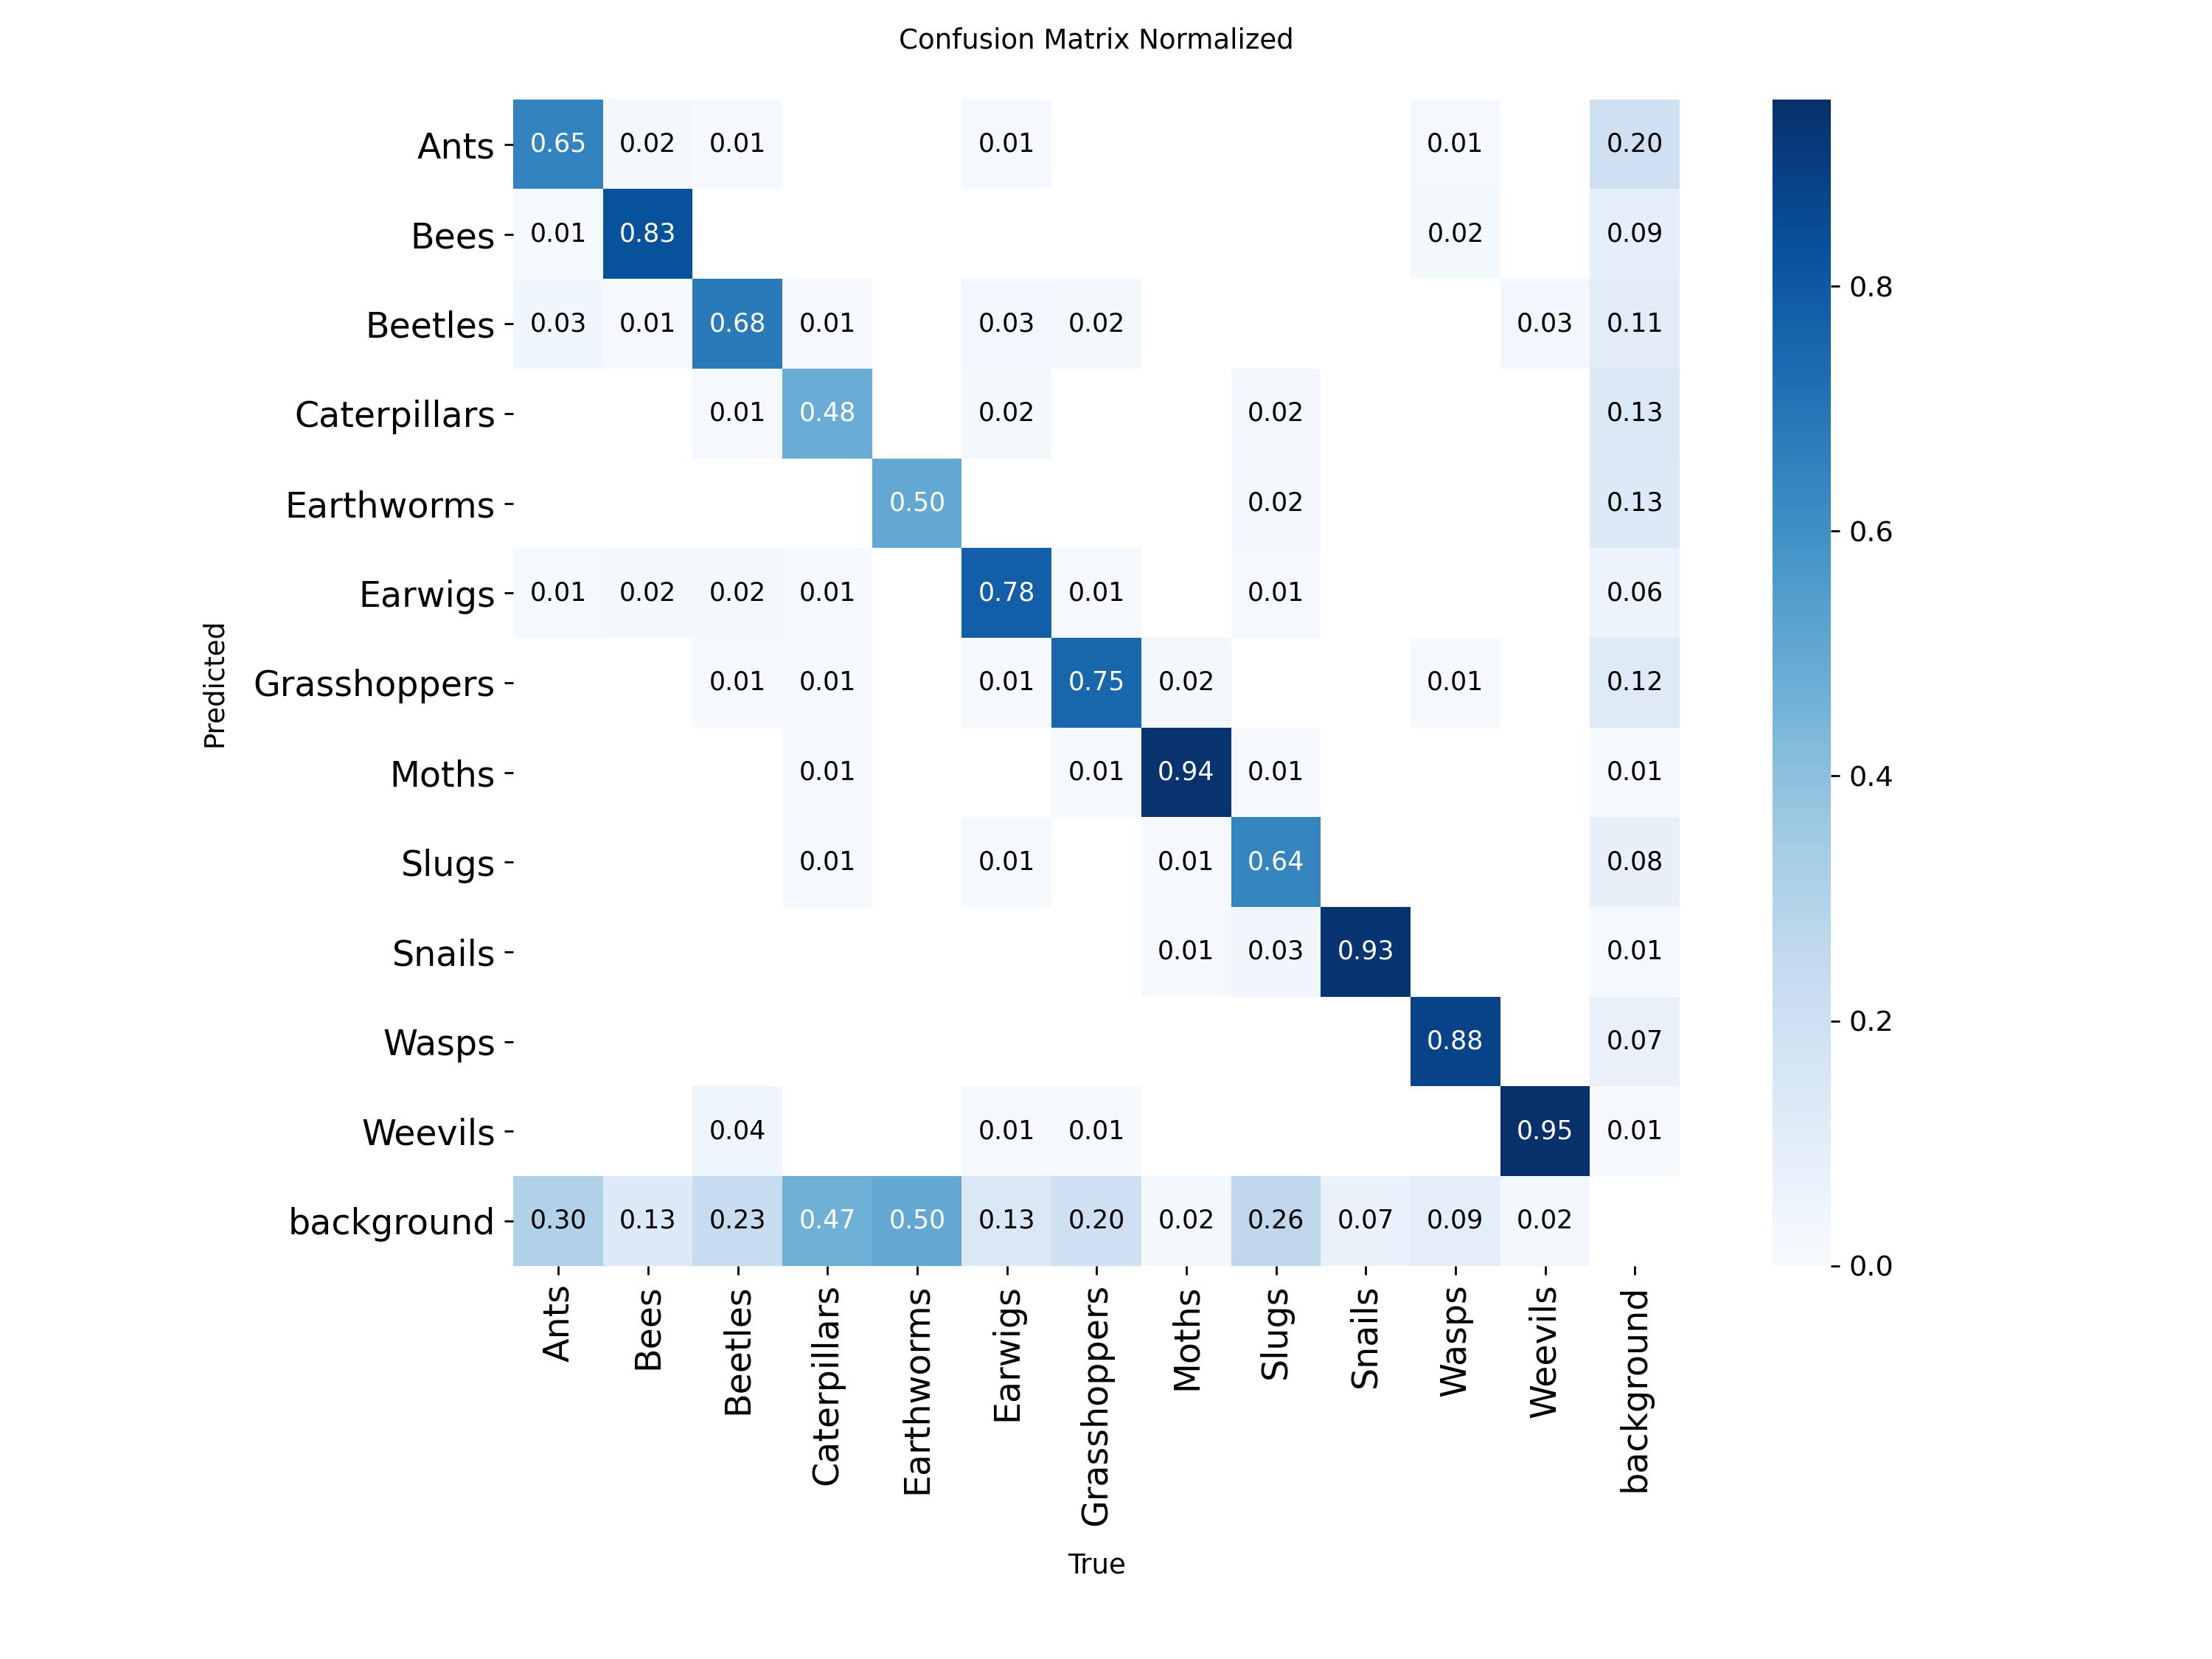 Confusion Matrix Normalized
Ants 0.65 0.02 0.01 0.01 0.01 0.20
Bees 0.01 0.83 0.02 0.09
Beetles 0.03 0.01 0.68 0.01 0.03 0.02 0.03 0.11
Caterpillars 0.01 0.48 0.02 0.02 0.13
Earthworms 0.50 0.02 0.13
Earwigs 0.01 0.02 0.02 0.01 0.78 0.01 0.01 0.06
Grasshoppers 0.01 0.01 0.01 0.75 0.02 0.01 0.12
Moths 0.01 0.01 0.94 0.01 0.01
Slugs 0.01 0.01 0.01 0.64 0.08
Snails 0.01 0.03 0.93 0.01
Wasps 0.88 0.07
Weevils 0.04 0.01 0.01 0.95 0.01
background 0.30 0.13 0.23 0.47 0.50 0.13 0.20 0.02 0.26 0.07 0.09 0.02
Predicted
Ants Bees Beetles Caterpillars Earthworms Earwigs Grasshoppers Moths Slugs Snails Wasps Weevils background
True
0.8
0.6
0.4
0.2
0.0